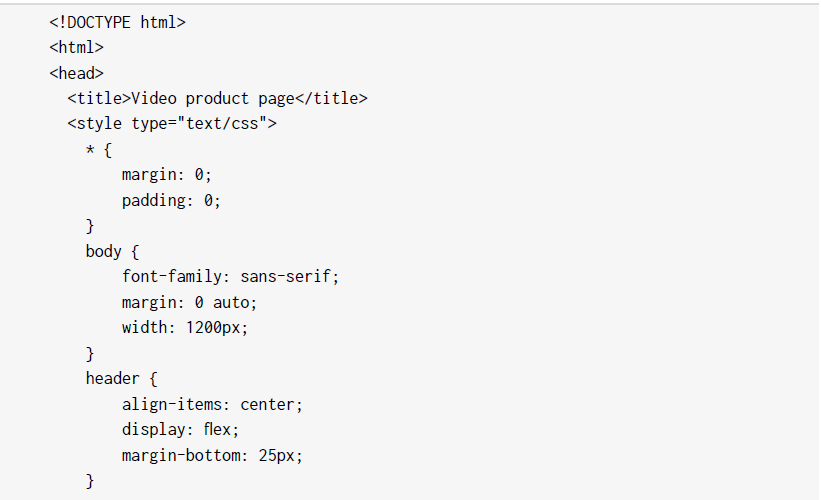 <!DOCTYPE html>
<html>
<head>
  <title>Video product page</title>
  <style type="text/css">
    * {
        margin: 0;
        padding: 0;
    }
    body {
        font-family: sans-serif;
        margin: 0 auto;
        width: 1200px;
    }
    header {
        align-items: center;
        display: flex;
        margin-bottom: 25px;
    }